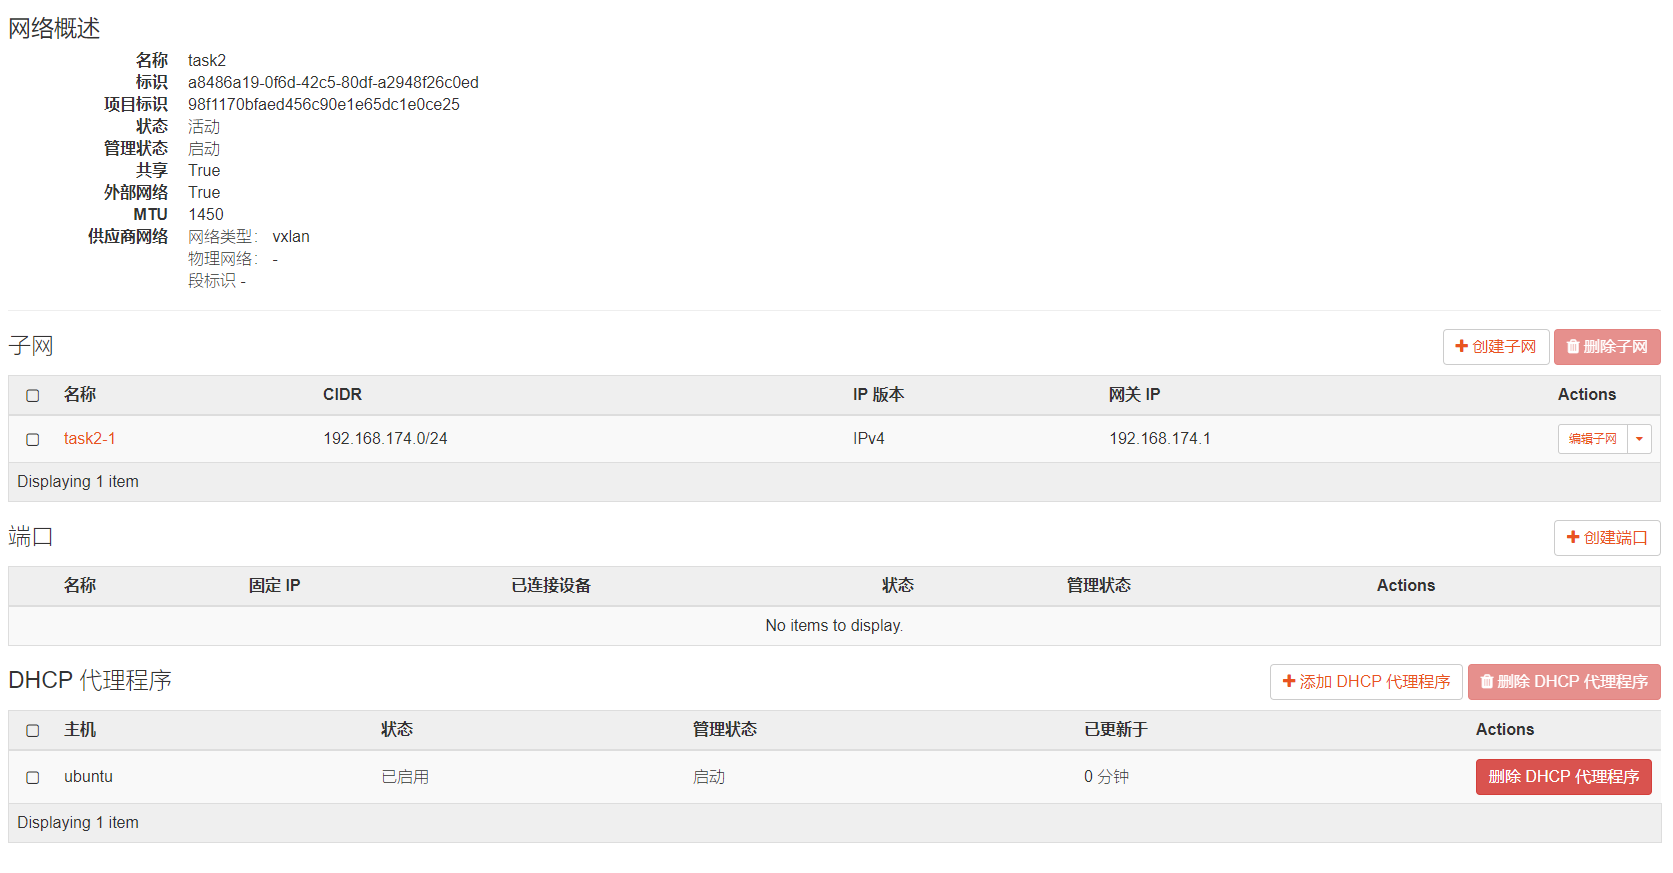 网络概述
名称 task2
标识 a8486a19-0f6d-42c5-80df-a2948f26c0ed
项目标识 98f1170bfaed456c90e1e65dc1e0ce25
状态 活动
管理状态 启动
共享 True
外部网络 True
MTU 1450
供应商网络 网络类型： vxlan
物理网络： -
段标识 -
子网 创建子网 删除子网
名称 CIDR IP 版本 网关 IP Actions
task2-1 192.168.174.0/24 IPv4 192.168.174.1 编辑子网
Displaying 1 item
端口 创建端口
名称 固定 IP 已连接设备 状态 管理状态 Actions
No items to display.
DHCP 代理程序 添加 DHCP 代理程序 删除 DHCP 代理程序
主机 状态 管理状态 已更新于 Actions
ubuntu 已启用 启动 0 分钟 删除 DHCP 代理程序
Displaying 1 item